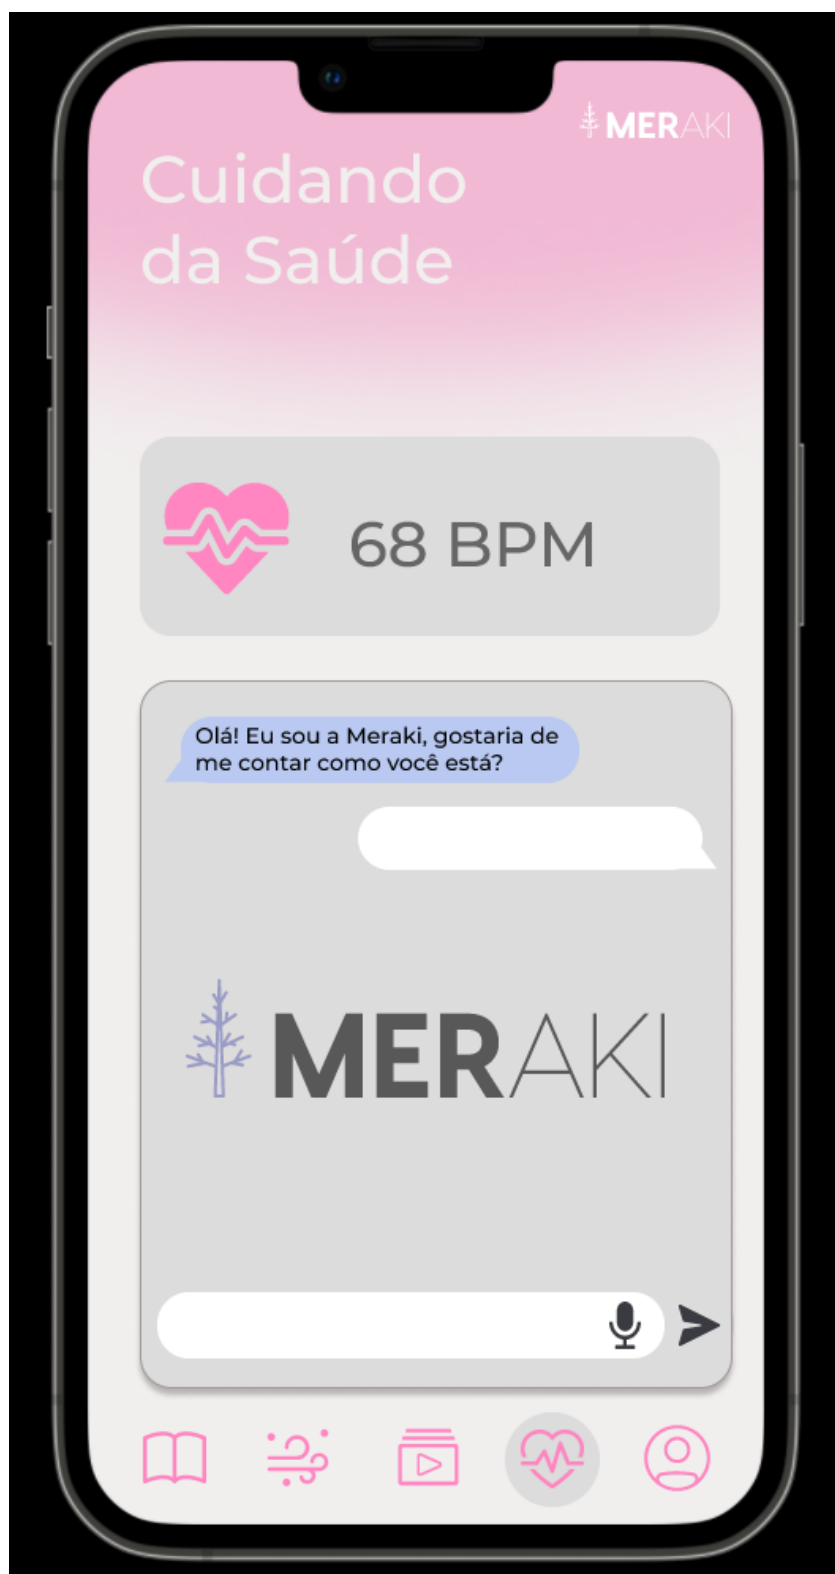 MERAKI
Cuidando
da Saúde
68 BPM
Olá! Eu sou a Meraki, gostaria de
me contar como você está?
MERAKI